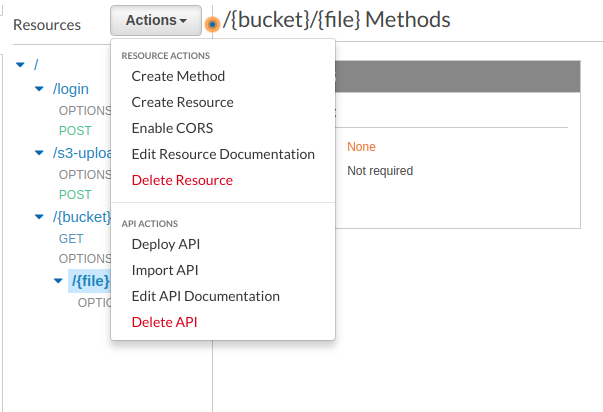 Resources
Actions
/{bucket}/{file} Methods
RESOURCE ACTIONS
Create Method
Create Resource
Enable CORS
Edit Resource Documentation
Delete Resource
API ACTIONS
Deploy API
Import API
Edit API Documentation
Delete API
/
/login
OPTIONS
POST
/s3-uploa
OPTIONS
POST
/{bucket}
GET
OPTIONS
/{file}
OPTIO
None
Not required